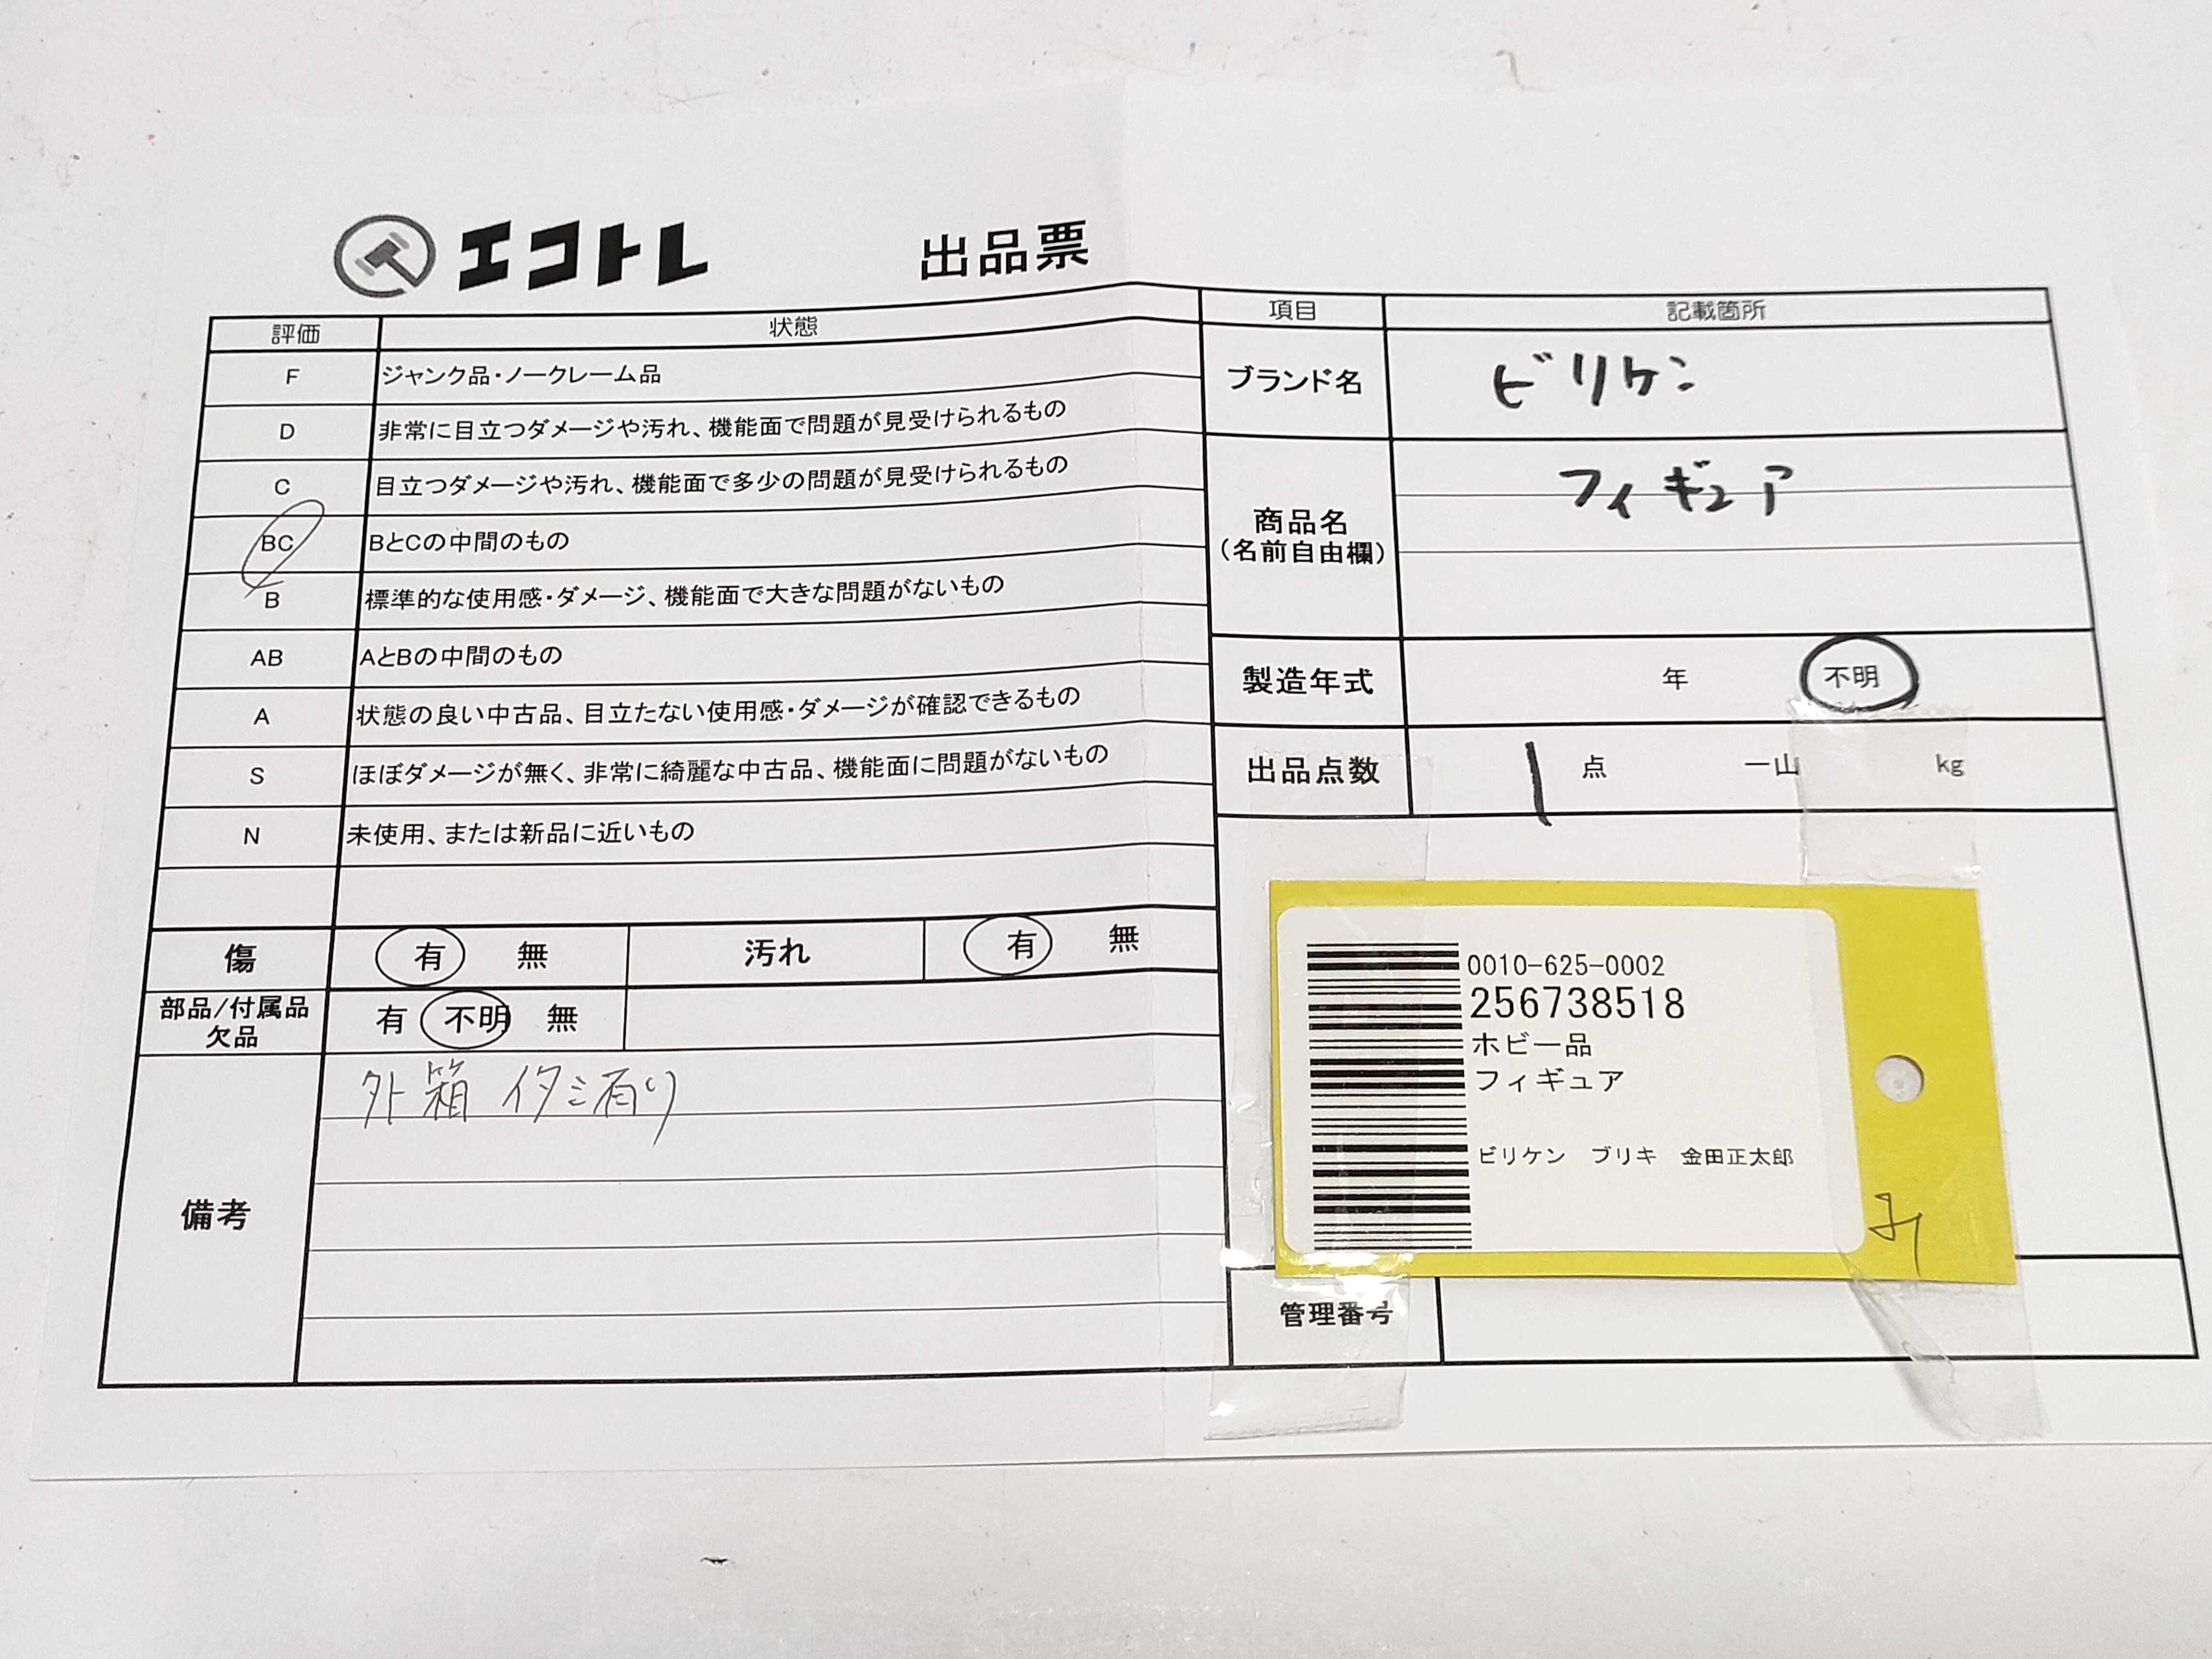 エコトレ 出品票
評価 状態
F ジャンク品・ノークレーム品
D 非常に目立つダメージや汚れ、機能面で問題が見受けられるもの
C 目立つダメージや汚れ、機能面で多少の問題が見受けられるもの
BC BとCの中間のもの
B 標準的な使用感・ダメージ、機能面で大きな問題がないもの
AB AとBの中間のもの
A 状態の良い中古品、目立たない使用感・ダメージが確認できるもの
S ほぼダメージが無く、非常に綺麗な中古品、機能面に問題がないもの
N 未使用、または新品に近いもの
傷 有 無 汚れ 有 無
部品/付属品
欠品 有 不明 無
備考 外箱 イタミ有り
項目 記載箇所
ブランド名 ビリケン
商品名
(名前自由欄) フィギュア
製造年式 年 不明
出品点数 1 点 一山 kg
0010-625-0002
256738518
ホビー品
フィギュア
ビリケン ブリキ 金田正太郎
管理番号